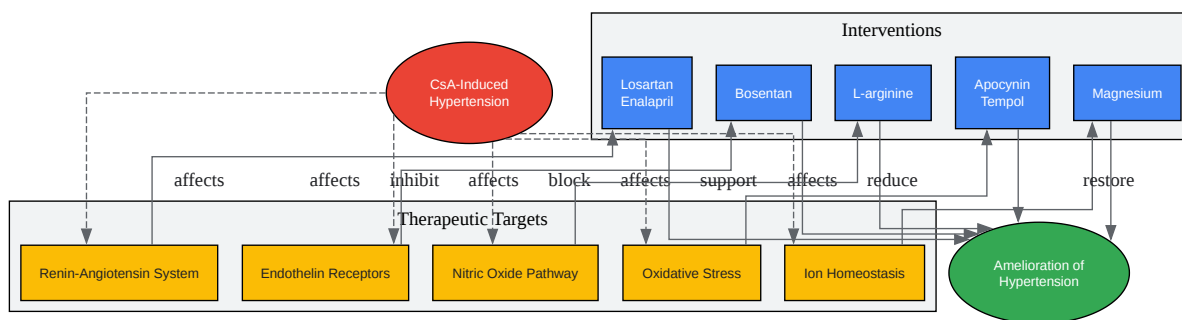 Interventions
CsA-Induced
Hypertension
Losartan
Enalapril
Bosentan
L-arginine
Apocynin
Tempol
Magnesium
affects
affects
inhibit
affects
block
affects
support
affects
reduce
restore
Therapeutic Targets
Renin-Angiotensin System
Endothelin Receptors
Nitric Oxide Pathway
Oxidative Stress
Ion Homeostasis
Amelioration of
Hypertension